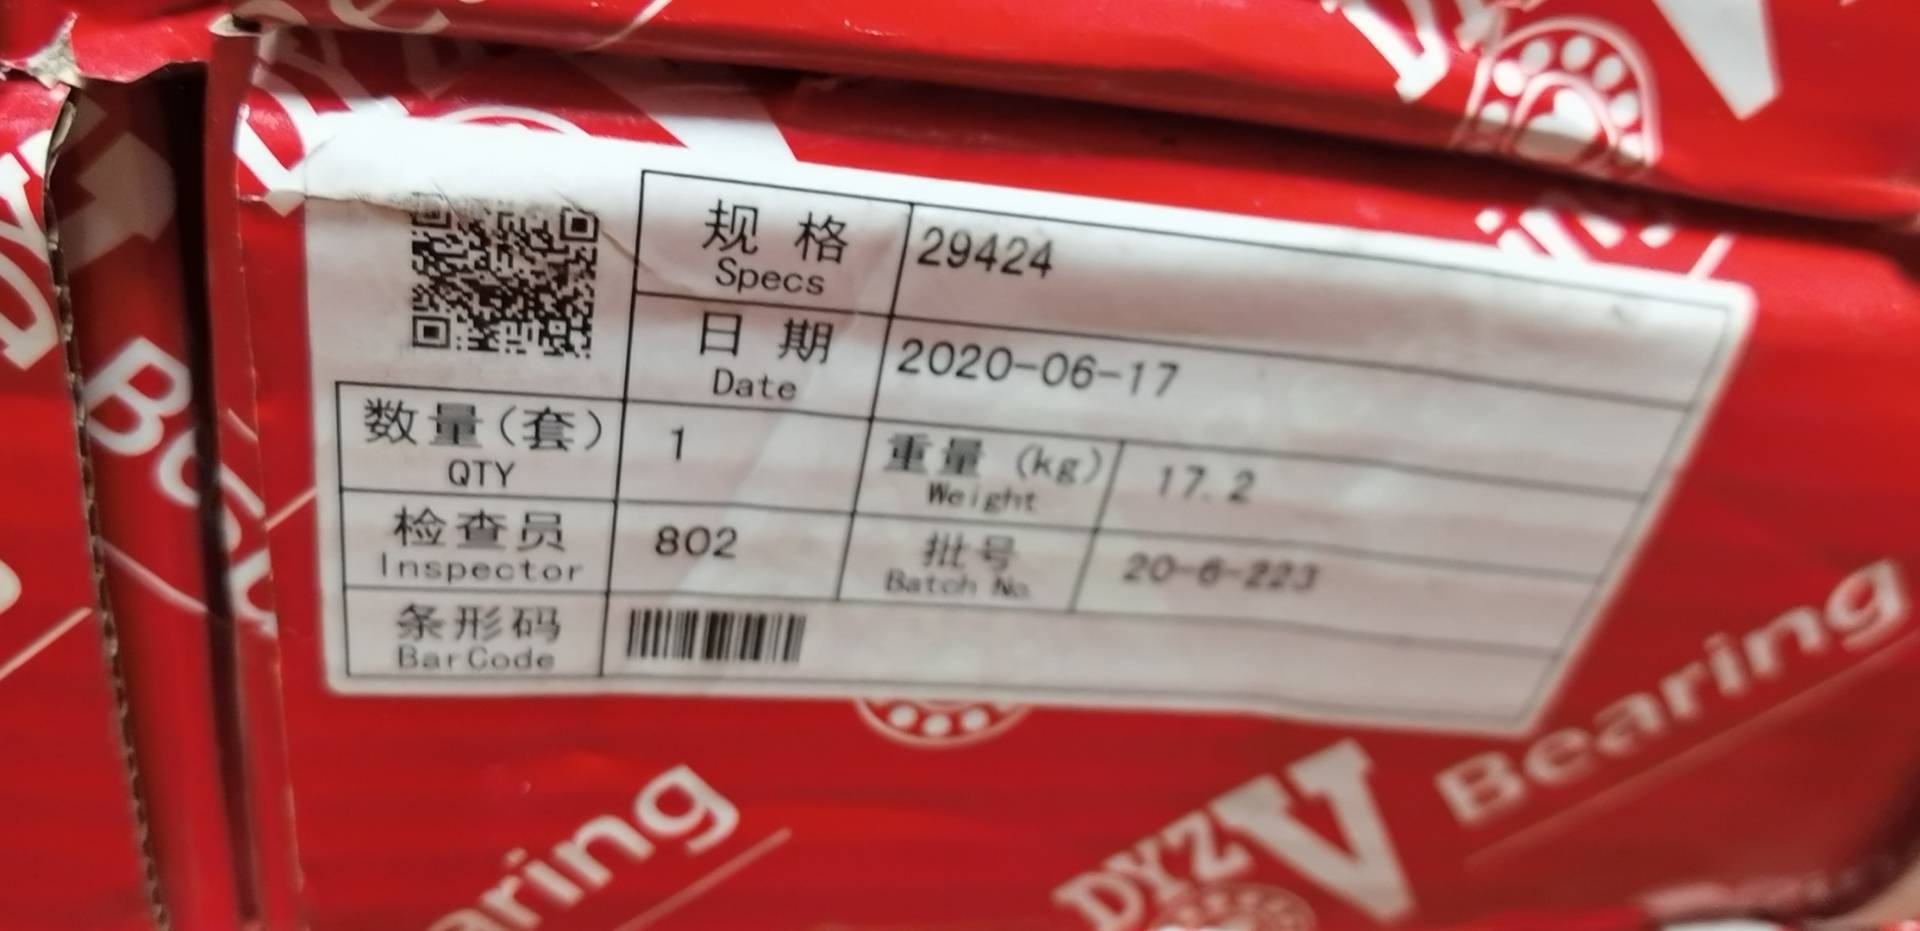 规格 29424
Specs
日期 2020-06-17
Date
数量(套) 1 重量(kg) 17.2
QTY Weight
检查员 802 批号 20-6-223
Inspector Batch No.
条形码
BarCode
Bearing
DYZV Bearing